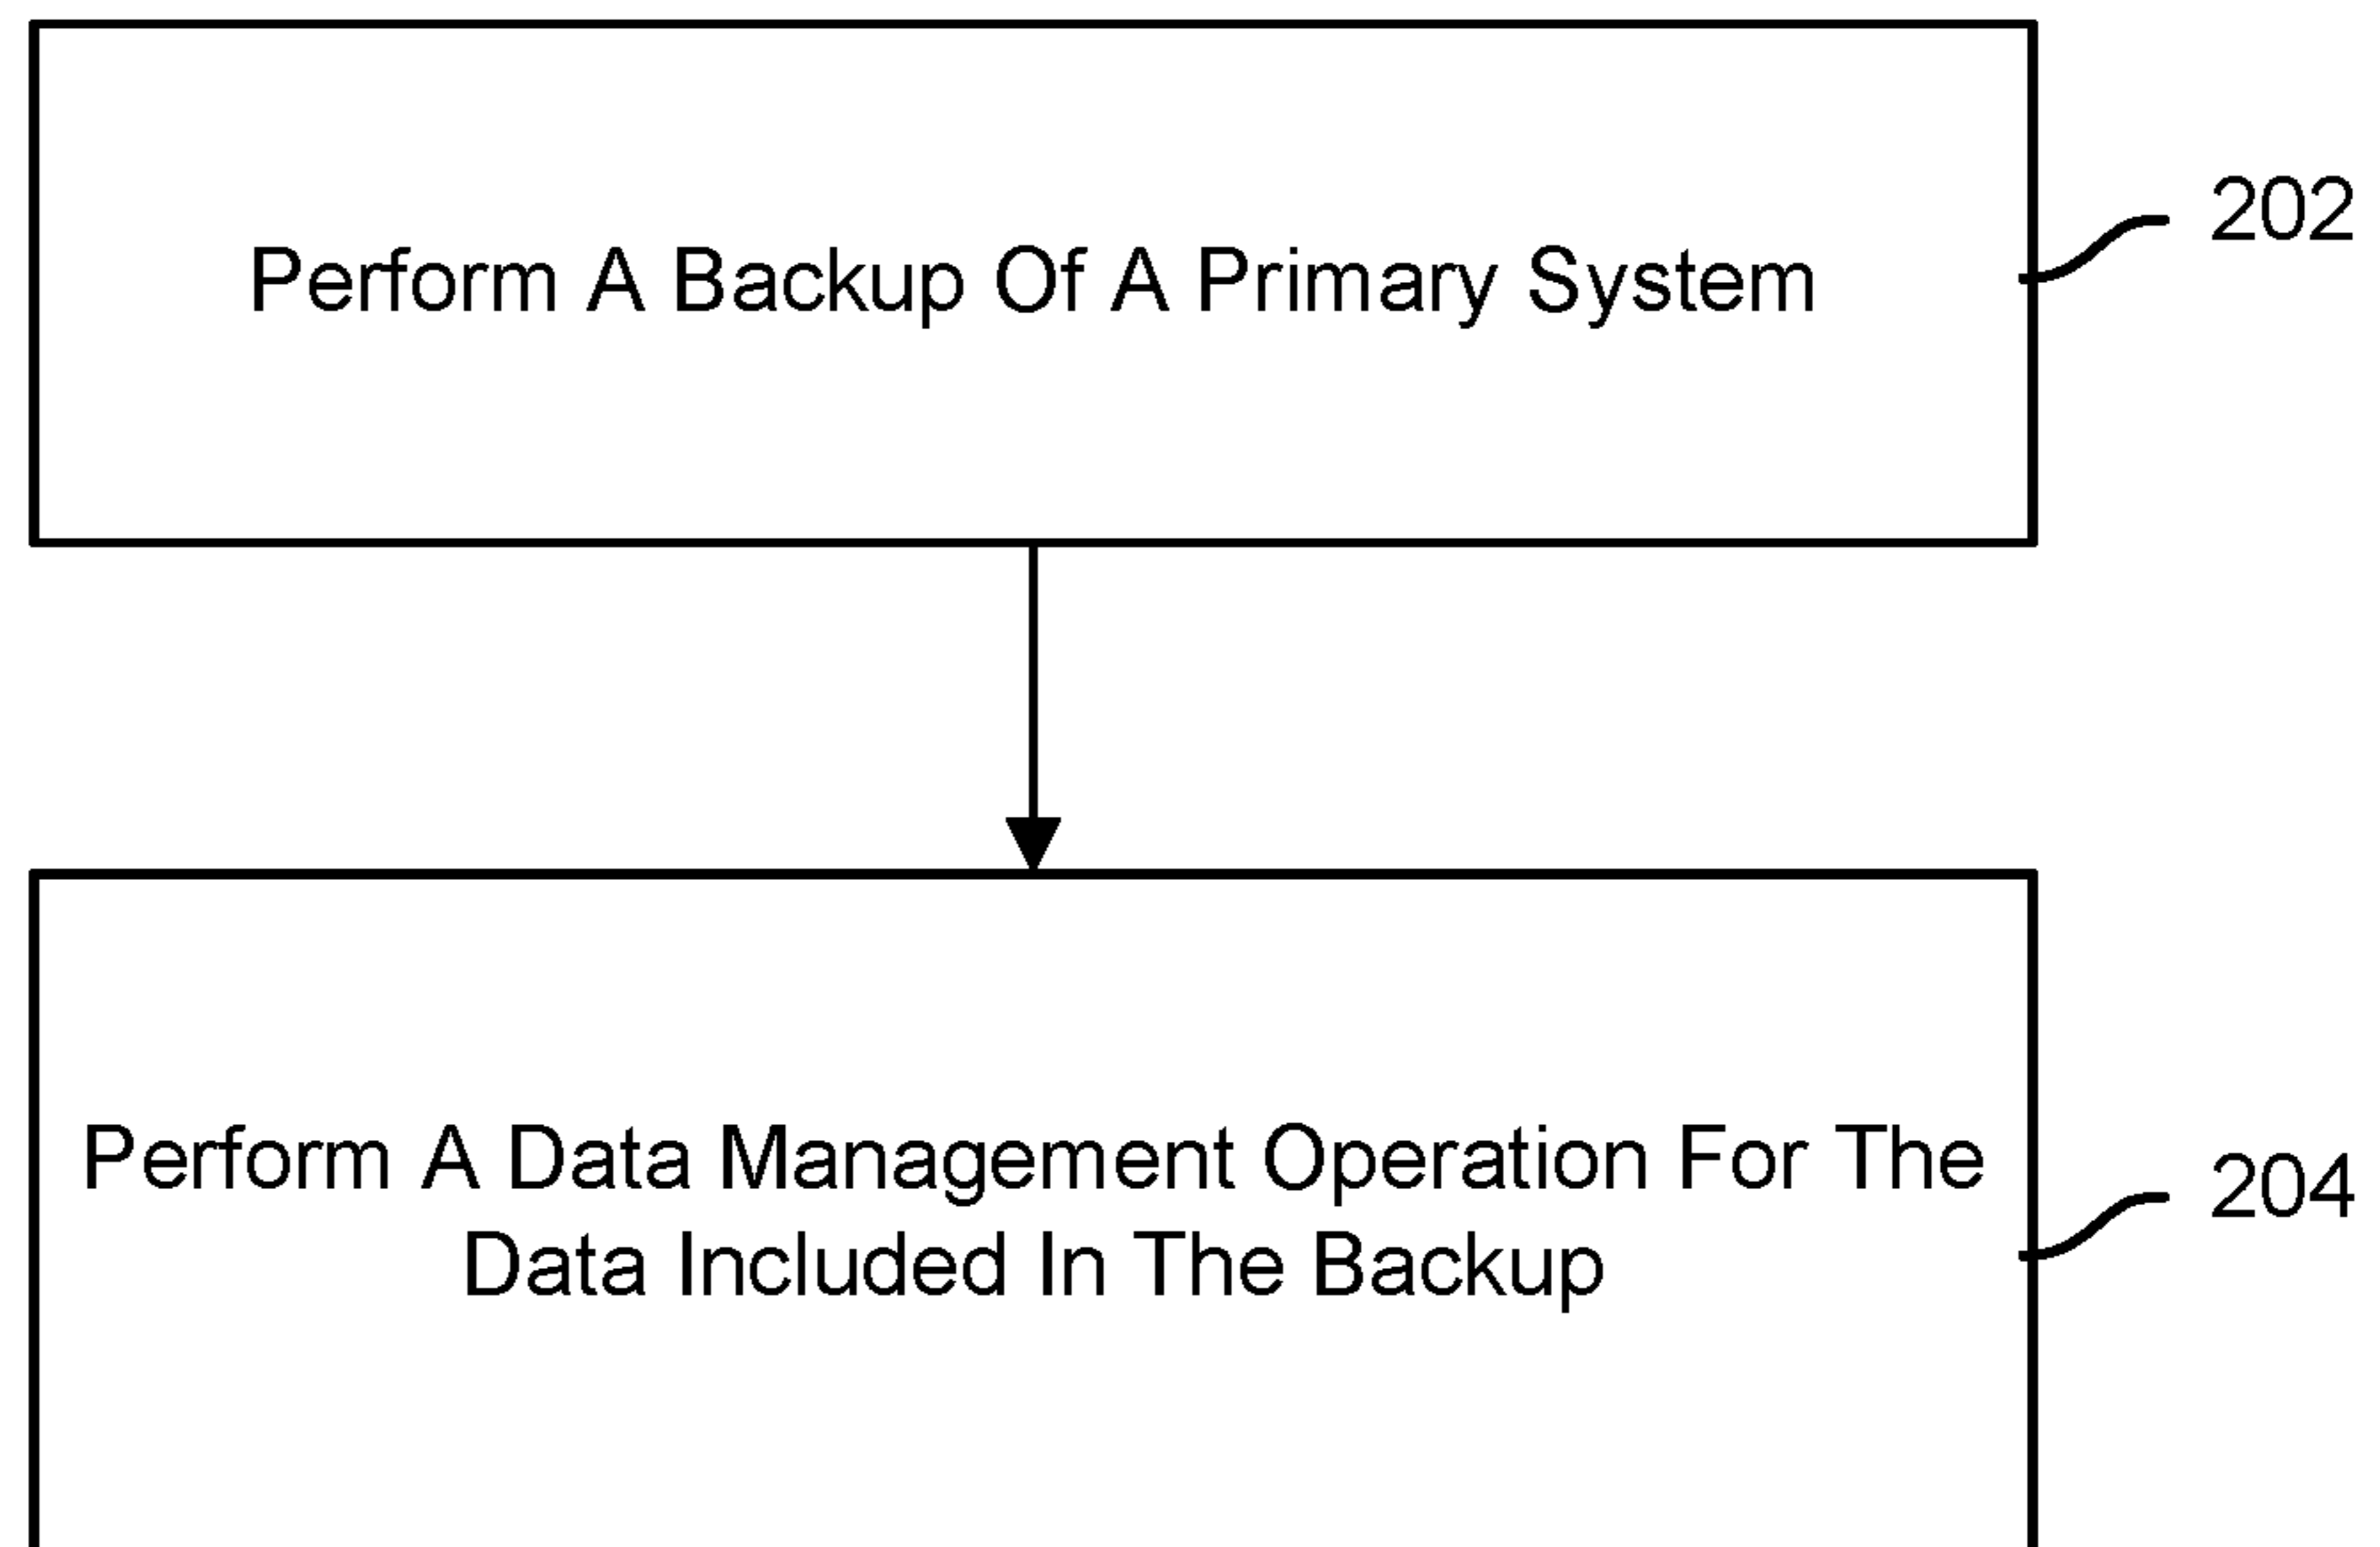 Perform A Backup Of A Primary System
202
Perform A Data Management Operation For The
Data Included In The Backup
204